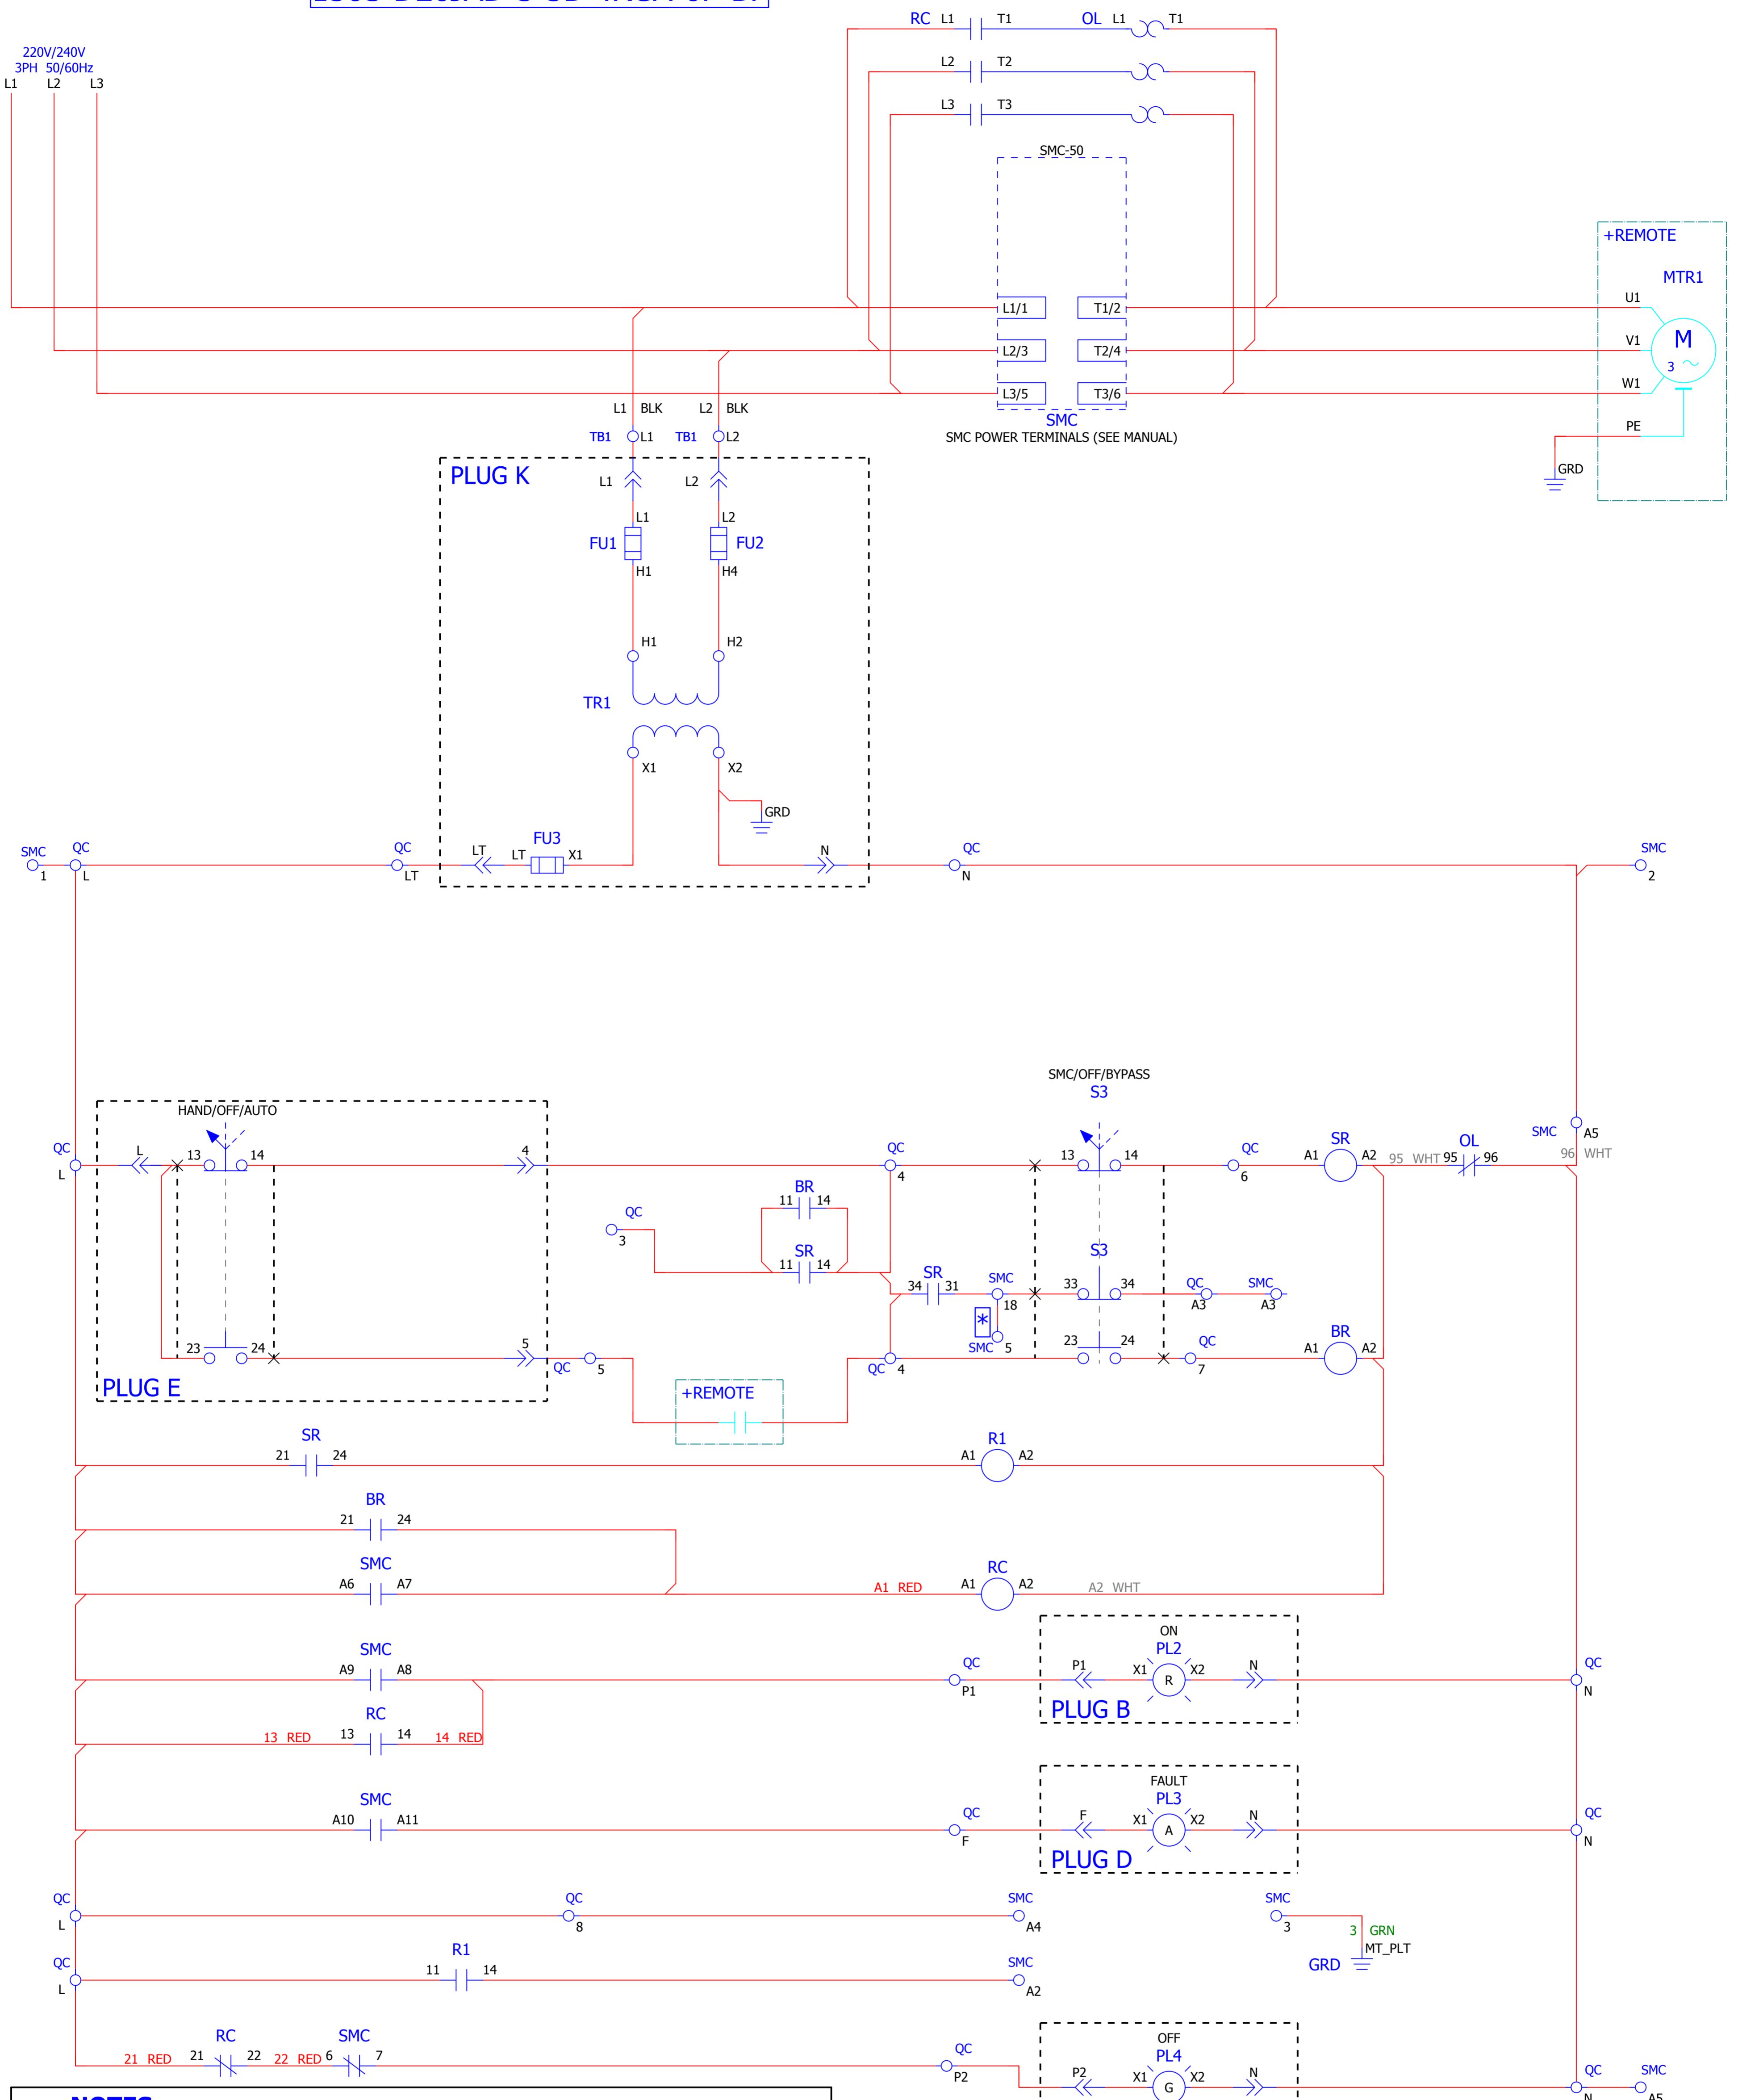 RC L1 T1 OL L1 T1
220V/240V
3PH 50/60Hz
L1 L2 L3
L2 T2
L3 T3
SMC-50
+REMOTE
MTR1
L1/1 T1/2 U1
M
3
L2/3 T2/4 V1
L3/5 T3/6 W1
L1 BLK L2 BLK
SMC
PE
TB1 L1 TB1 L2
SMC POWER TERMINALS (SEE MANUAL)
PLUG K
L1 L2
GRD
L1 L2
FU1 FU2
H1 H4
H1 H2
TR1
X1 X2
GRD
FU3
SMC QC QC LT LT X1 N QC SMC
1 L LT N 2
SMC/OFF/BYPASS
S3
HAND/OFF/AUTO
SMC A5
QC L 13 14 4 QC 13 14 QC SR OL
L 4 6 A1 A2 95 WHT 95 96 96 WHT
BR
11 14
QC
3
SR
11 14
S3
SR SMC
34 31 33 34 QC SMC
18 A3 A3
*
SMC 5
23 24 5 QC 5 QC 4 23 24 QC 7 BR A1 A2
PLUG E
+REMOTE
SR
21 24
R1
A1 A2
BR
21 24
SMC
A6 A7
RC
A1 RED A1 A2 A2 WHT
ON
SMC
A9 A8
QC
P1
PL2
P1 X1 R X2 N
QC
N
PLUG B
RC
13 RED 13 14 14 RED
FAULT
SMC
A10 A11
QC
F
PL3
F X1 A X2 N
QC
N
PLUG D
QC QC SMC SMC
L 8 A4 3
3 GRN
MT_PLT
GRD
QC
L
R1
11 14
SMC
A2
OFF
RC SMC
21 RED 21 22 22 RED 6 7
QC
P2
PL4
P2 X1 G X2 N
QC SMC
N A5